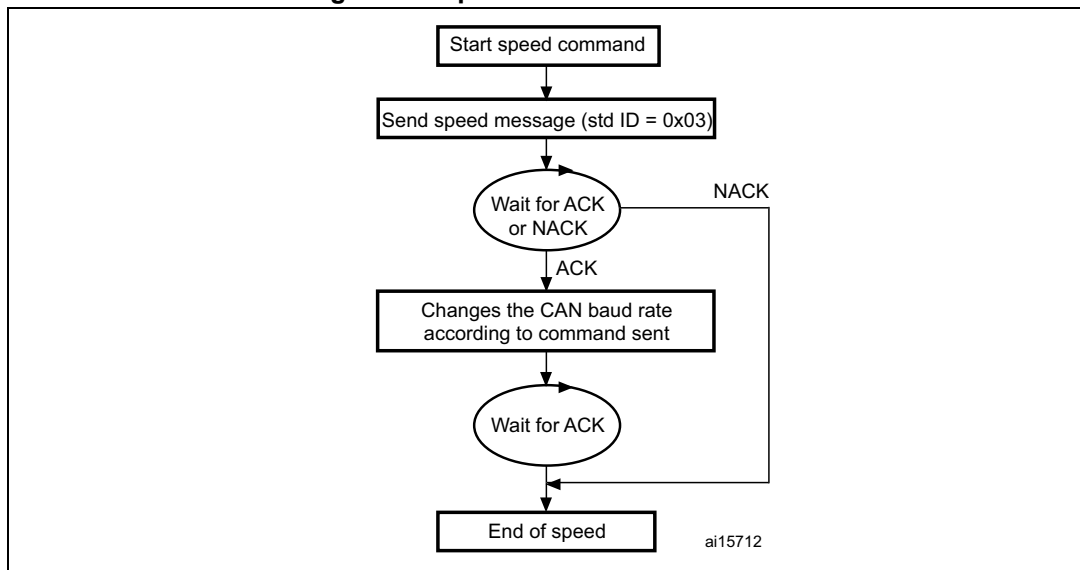 Start speed command
Send speed message (std ID = 0x03)
NACK
Wait for ACK
or NACK
ACK
Changes the CAN baud rate
according to command sent
Wait for ACK
End of speed
ai15712